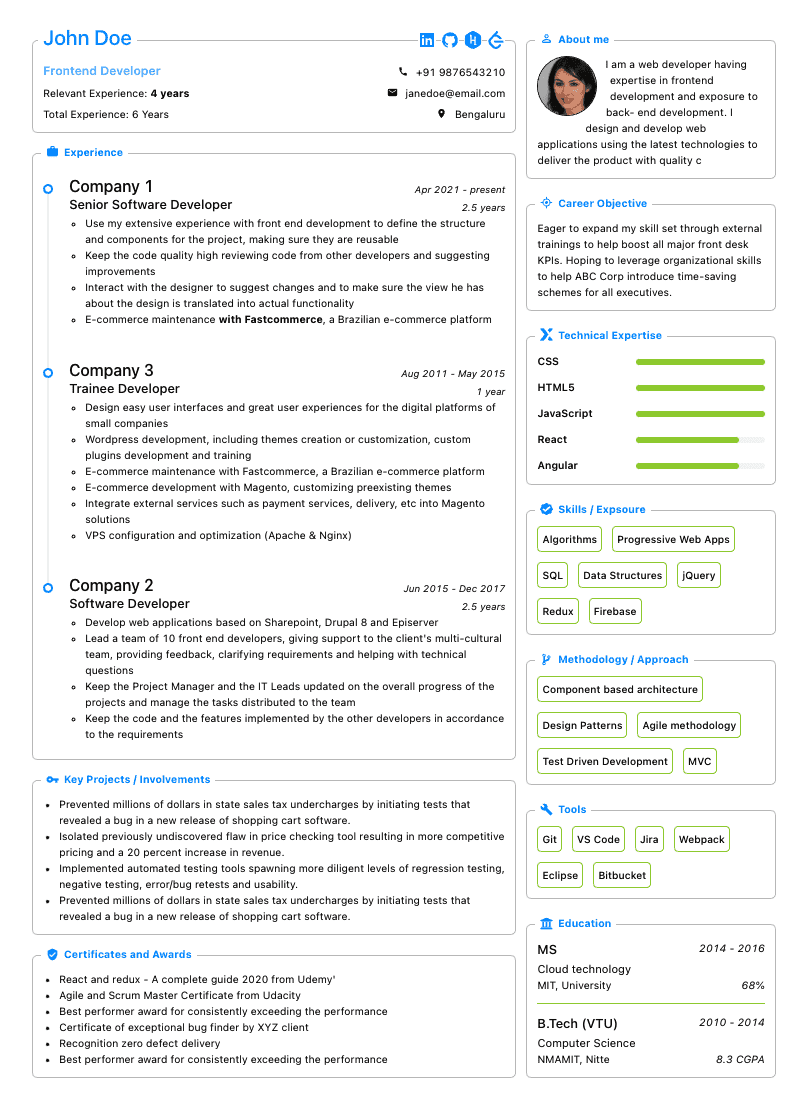 John Doe
Frontend Developer
+91 9876543210
Relevant Experience: 4 years
janedoe@email.com
Total Experience: 6 Years
Bengaluru
Experience
Company 1
Apr 2021 - present
Senior Software Developer
2.5 years
Use my extensive experience with front end development to define the structure
and components for the project, making sure they are reusable
Keep the code quality high reviewing code from other developers and suggesting
improvements
Interact with the designer to suggest changes and to make sure the view he has
about the design is translated into actual functionality
E-commerce maintenance with Fastcommerce, a Brazilian e-commerce platform
Company 3
Aug 2011 - May 2015
Trainee Developer
1 year
Design easy user interfaces and great user experiences for the digital platforms of
small companies
Wordpress development, including themes creation or customization, custom
plugins development and training
E-commerce maintenance with Fastcommerce, a Brazilian e-commerce platform
E-commerce development with Magento, customizing preexisting themes
Integrate external services such as payment services, delivery, etc into Magento
solutions
VPS configuration and optimization (Apache & Nginx)
Company 2
Jun 2015 - Dec 2017
Software Developer
2.5 years
Develop web applications based on Sharepoint, Drupal 8 and Episerver
Lead a team of 10 front end developers, giving support to the client's multi-cultural
team, providing feedback, clarifying requirements and helping with technical
questions
Keep the Project Manager and the IT Leads updated on the overall progress of the
projects and manage the tasks distributed to the team
Keep the code and the features implemented by the other developers in accordance
to the requirements
Key Projects / Involvements
Prevented millions of dollars in state sales tax undercharges by initiating tests that
revealed a bug in a new release of shopping cart software.
Isolated previously undiscovered flaw in price checking tool resulting in more competitive
pricing and a 20 percent increase in revenue.
Implemented automated testing tools spawning more diligent levels of regression testing,
negative testing, error/bug retests and usability.
Prevented millions of dollars in state sales tax undercharges by initiating tests that
revealed a bug in a new release of shopping cart software.
Certificates and Awards
React and redux - A complete guide 2020 from Udemy'
Agile and Scrum Master Certificate from Udacity
Best performer award for consistently exceeding the performance
Certificate of exceptional bug finder by XYZ client
Recognition zero defect delivery
Best performer award for consistently exceeding the performance
About me
I am a web developer having
expertise in frontend
development and exposure to
back- end development. I
design and develop web
applications using the latest technologies to
deliver the product with quality c
Career Objective
Eager to expand my skill set through external
trainings to help boost all major front desk
KPIs. Hoping to leverage organizational skills
to help ABC Corp introduce time-saving
schemes for all executives.
Technical Expertise
CSS
HTML5
JavaScript
React
Angular
Skills / Expsoure
Algorithms Progressive Web Apps
SQL Data Structures jQuery
Redux Firebase
Methodology / Approach
Component based architecture
Design Patterns Agile methodology
Test Driven Development MVC
Tools
Git VS Code Jira Webpack
Eclipse Bitbucket
Education
MS
2014 - 2016
Cloud technology
MIT, University
68%
B.Tech (VTU)
2010 - 2014
Computer Science
NMAMIT, Nitte
8.3 CGPA